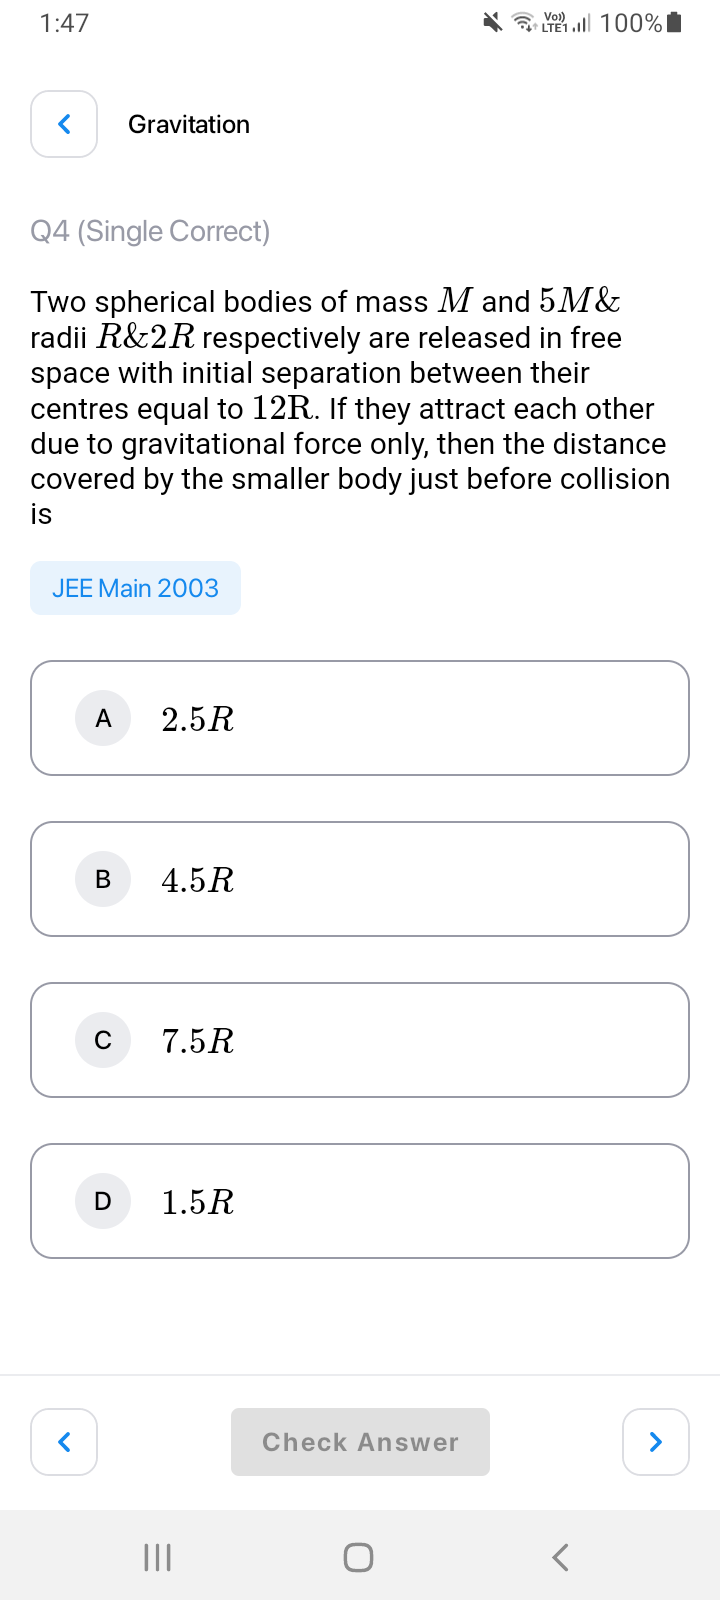 1:47 Vo)) LTE1 100%
Gravitation
Q4 (Single Correct)
Two spherical bodies of mass M and 5M&
radii R&2R respectively are released in free
space with initial separation between their
centres equal to 12R. If they attract each other
due to gravitational force only, then the distance
covered by the smaller body just before collision
is
JEE Main 2003
A 2.5R
B 4.5R
C 7.5R
D 1.5R
Check Answer